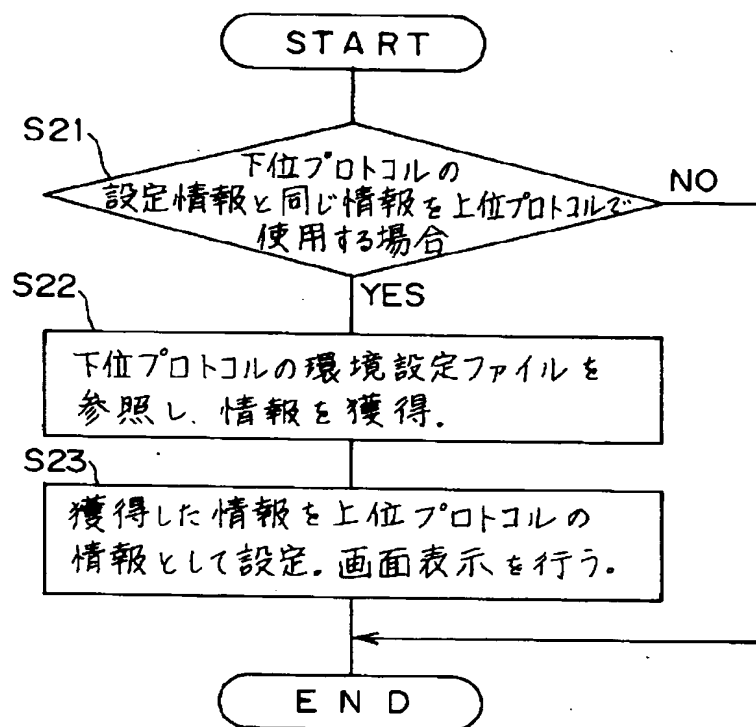 START
S21
下位プロトコルの
設定情報と同じ情報を上位プロトコルで
使用する場合
NO
YES
S22
下位プロトコルの環境設定ファイルを
参照し、情報を獲得.
S23
獲得した情報を上位プロトコルの
情報として設定.画面表示を行う.
END